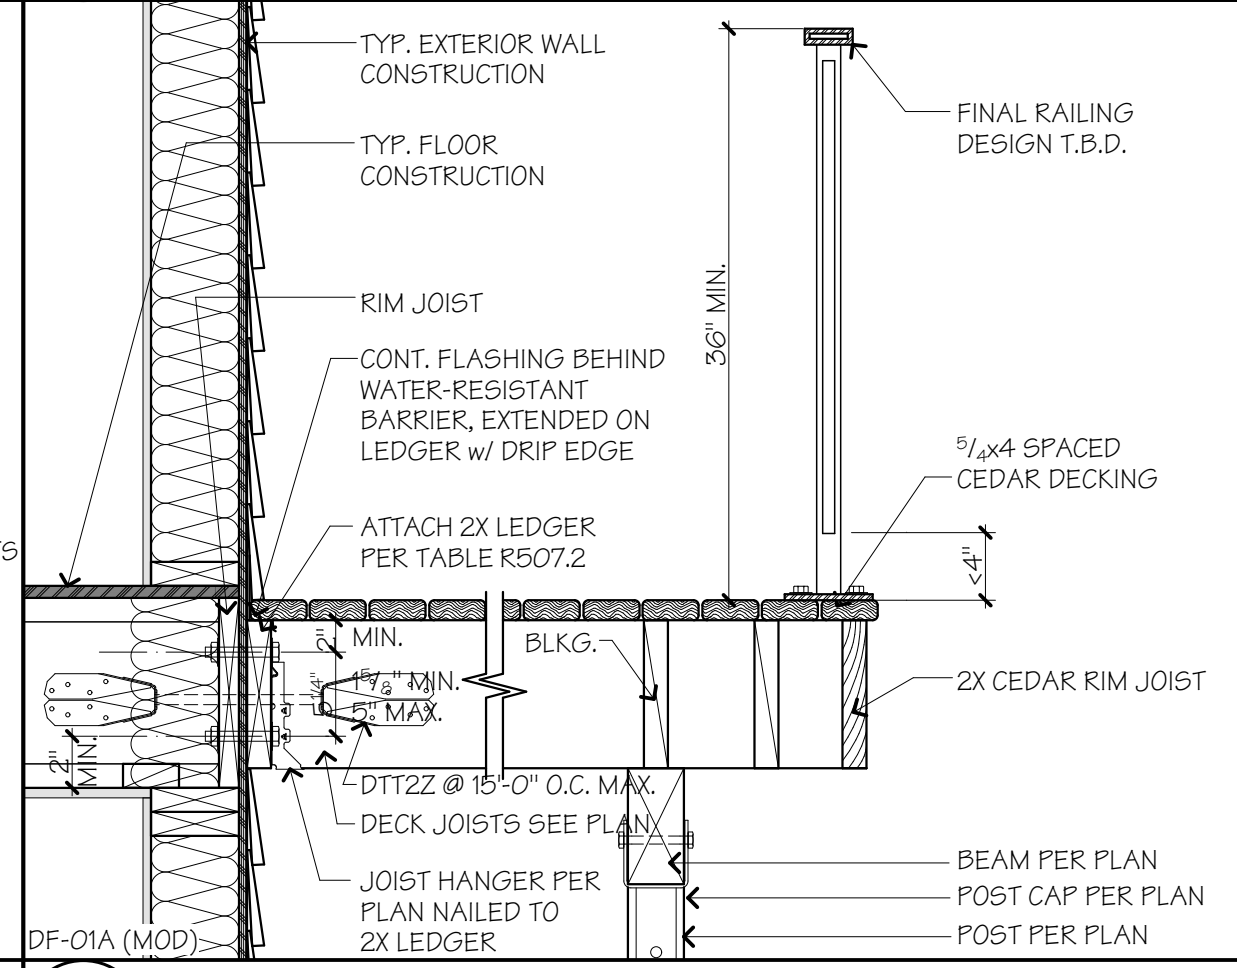 TYP. EXTERIOR WALL
CONSTRUCTION
TYP. FLOOR
CONSTRUCTION
RIM JOIST
CONT. FLASHING BEHIND
WATER-RESISTANT
BARRIER, EXTENDED ON
LEDGER w/ DRIP EDGE
ATTACH 2X LEDGER
PER TABLE R507.2
36" MIN.
FINAL RAILING
DESIGN T.B.D.
5/4x4 SPACED
CEDAR DECKING
<4"
2"
MIN.
1 5/8" MIN.
5" MAX.
1/4"
BLKG.
2X CEDAR RIM JOIST
2"
MIN.
DTT2Z @ 15'-0" O.C. MAX.
DECK JOISTS SEE PLAN
JOIST HANGER PER
PLAN NAILED TO
2X LEDGER
BEAM PER PLAN
POST CAP PER PLAN
POST PER PLAN
DF-01A (MOD)